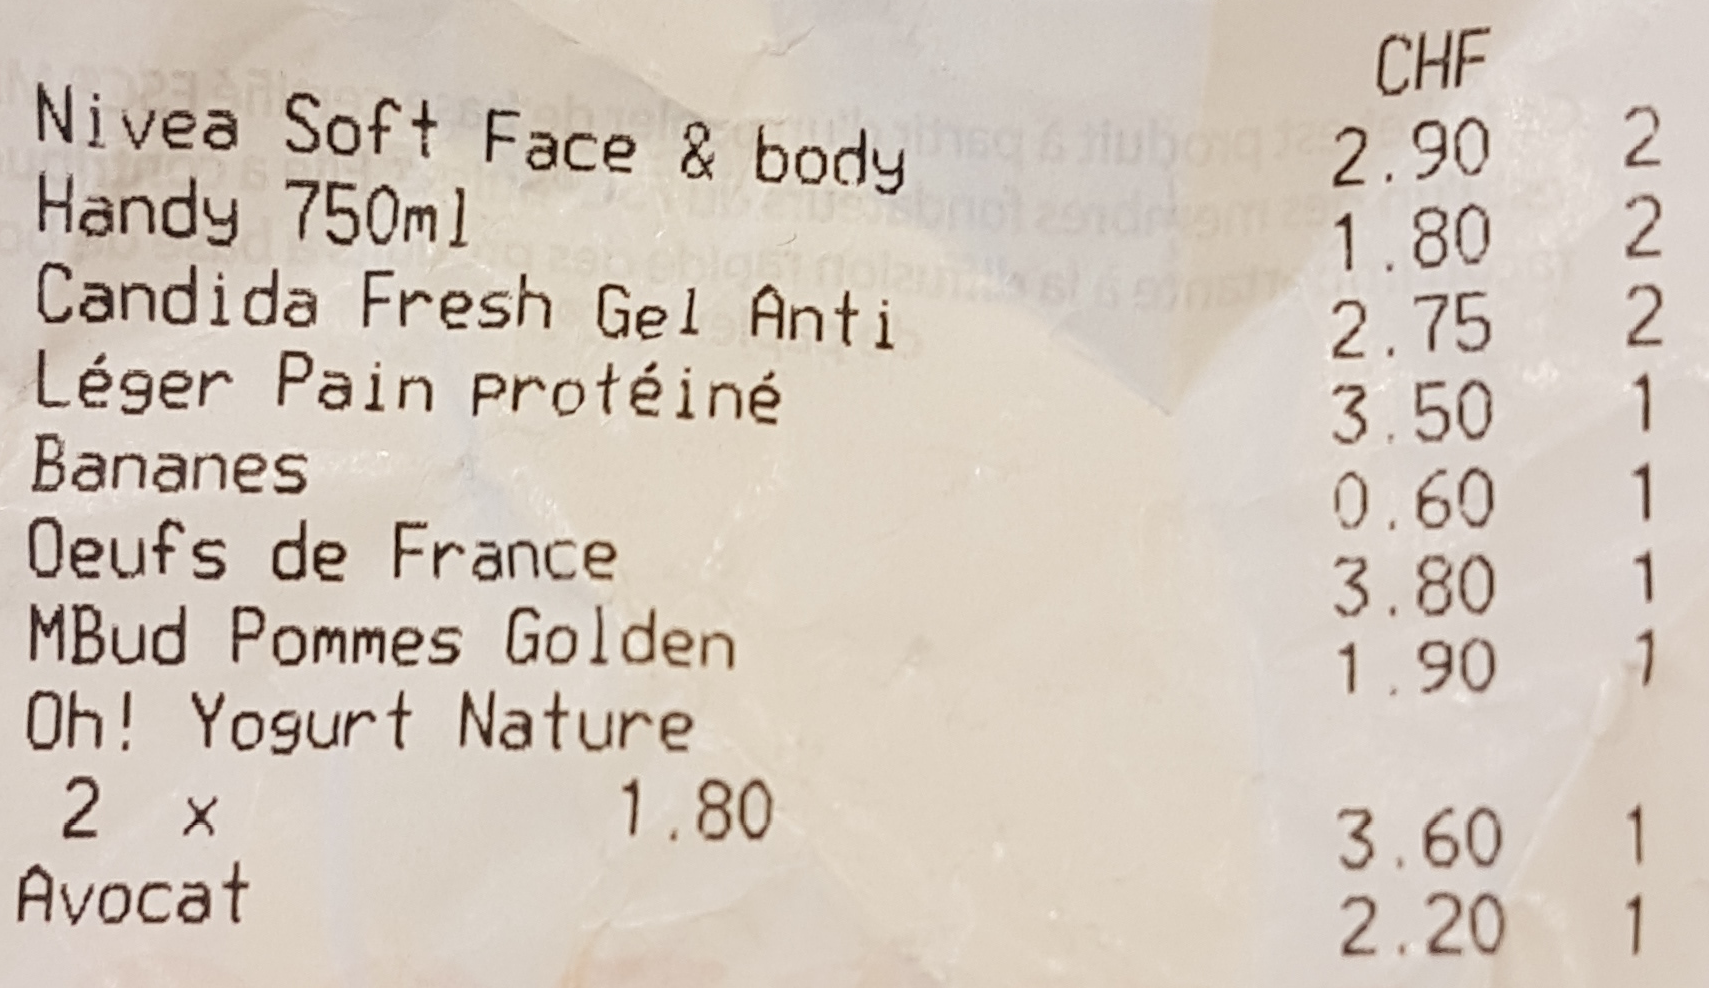 CHF
Nivea Soft Face & body 2.90 2
Handy 750ml 1.80 2
Candida Fresh Gel Anti 2.75 2
Léger Pain protéiné 3.50 1
Bananes 0.60 1
Oeufs de France 3.80 1
MBud Pommes Golden 1.90 1
Oh! Yogurt Nature
2 x 1.80 3.60 1
Avocat 2.20 1